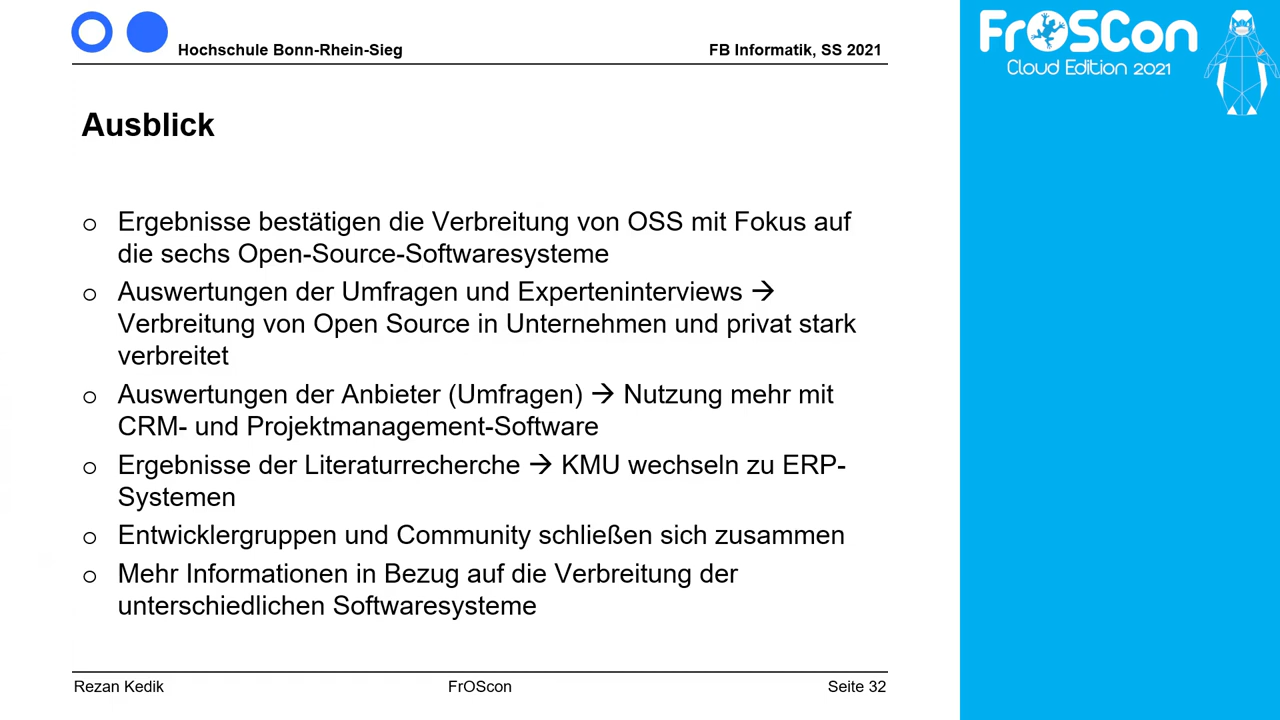 Hochschule Bonn-Rhein-Sieg
FB Informatik, SS 2021
FrOSCon
Cloud Edition 2021
Ausblick
o Ergebnisse bestätigen die Verbreitung von OSS mit Fokus auf
die sechs Open-Source-Softwaresysteme
o Auswertungen der Umfragen und Experteninterviews →
Verbreitung von Open Source in Unternehmen und privat stark
verbreitet
o Auswertungen der Anbieter (Umfragen) → Nutzung mehr mit
CRM- und Projektmanagement-Software
o Ergebnisse der Literaturrecherche → KMU wechseln zu ERP-
Systemen
o Entwicklergruppen und Community schließen sich zusammen
o Mehr Informationen in Bezug auf die Verbreitung der
unterschiedlichen Softwaresysteme
Rezan Kedik
FrOScon
Seite 32